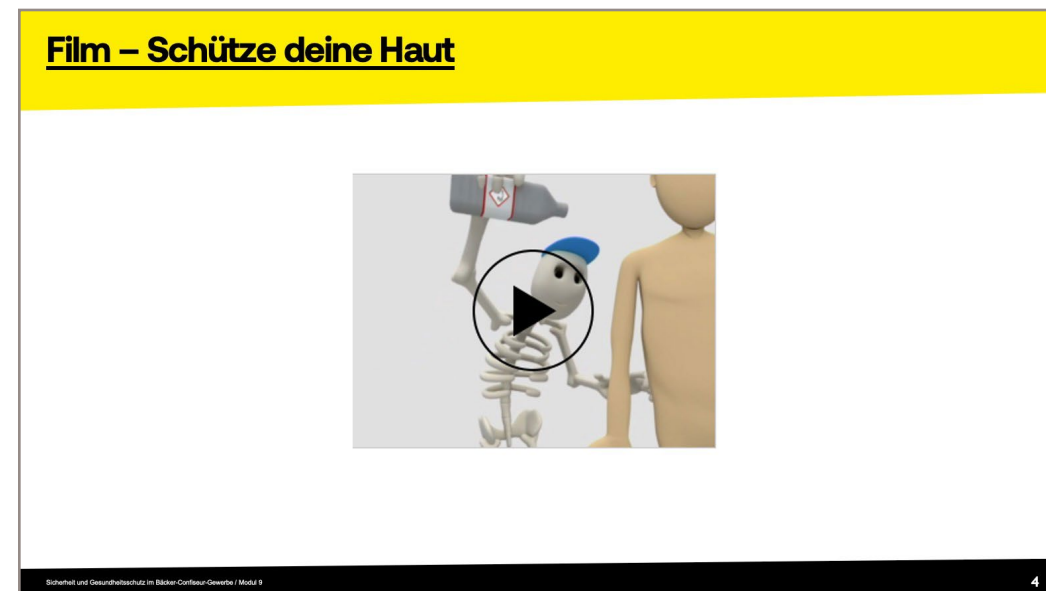 Film – Schütze deine Haut
Sicherheit und Gesundheitsschutz im Bäcker-Confiseur-Gewerbe / Modul 9
4